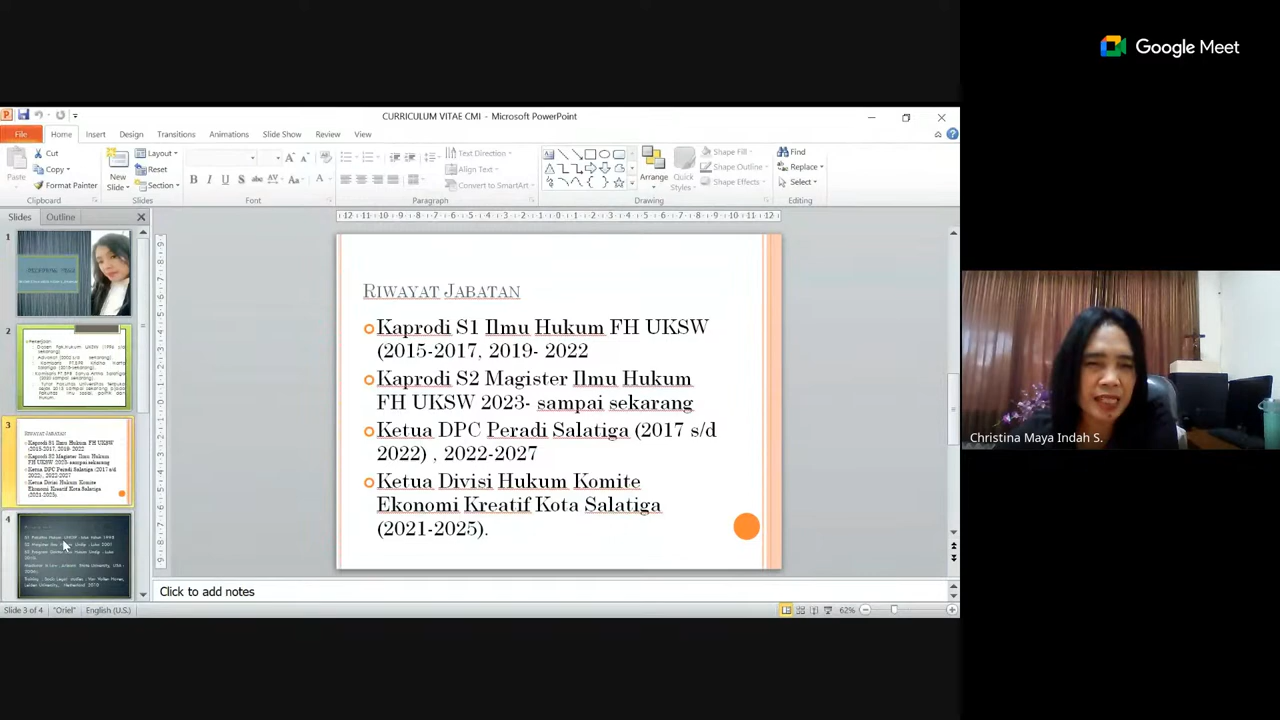 Google Meet
CURRICULUM VITAE CMI - Microsoft PowerPoint
File Home Insert Design Transitions Animations Slide Show Review View
Paste
Cut
Copy
Format Painter
Clipboard
New Slide
Layout
Reset
Section
Slides
Font
Text Direction
Align Text
Convert to SmartArt
Paragraph
Arrange
Quick Styles
Shape Fill
Shape Outline
Shape Effects
Drawing
Find
Replace
Select
Editing
Slides Outline
1
2
3
4
RIWAYAT JABATAN
Kaprodi S1 Ilmu Hukum FH UKSW
(2015-2017, 2019- 2022
Kaprodi S2 Magister Ilmu Hukum
FH UKSW 2023- sampai sekarang
Ketua DPC Peradi Salatiga (2017 s/d
2022) , 2022-2027
Ketua Divisi Hukum Komite
Ekonomi Kreatif Kota Salatiga
(2021-2025).
Click to add notes
Slide 3 of 4 "Oriel" English (U.S.) 62%
Christina Maya Indah S.